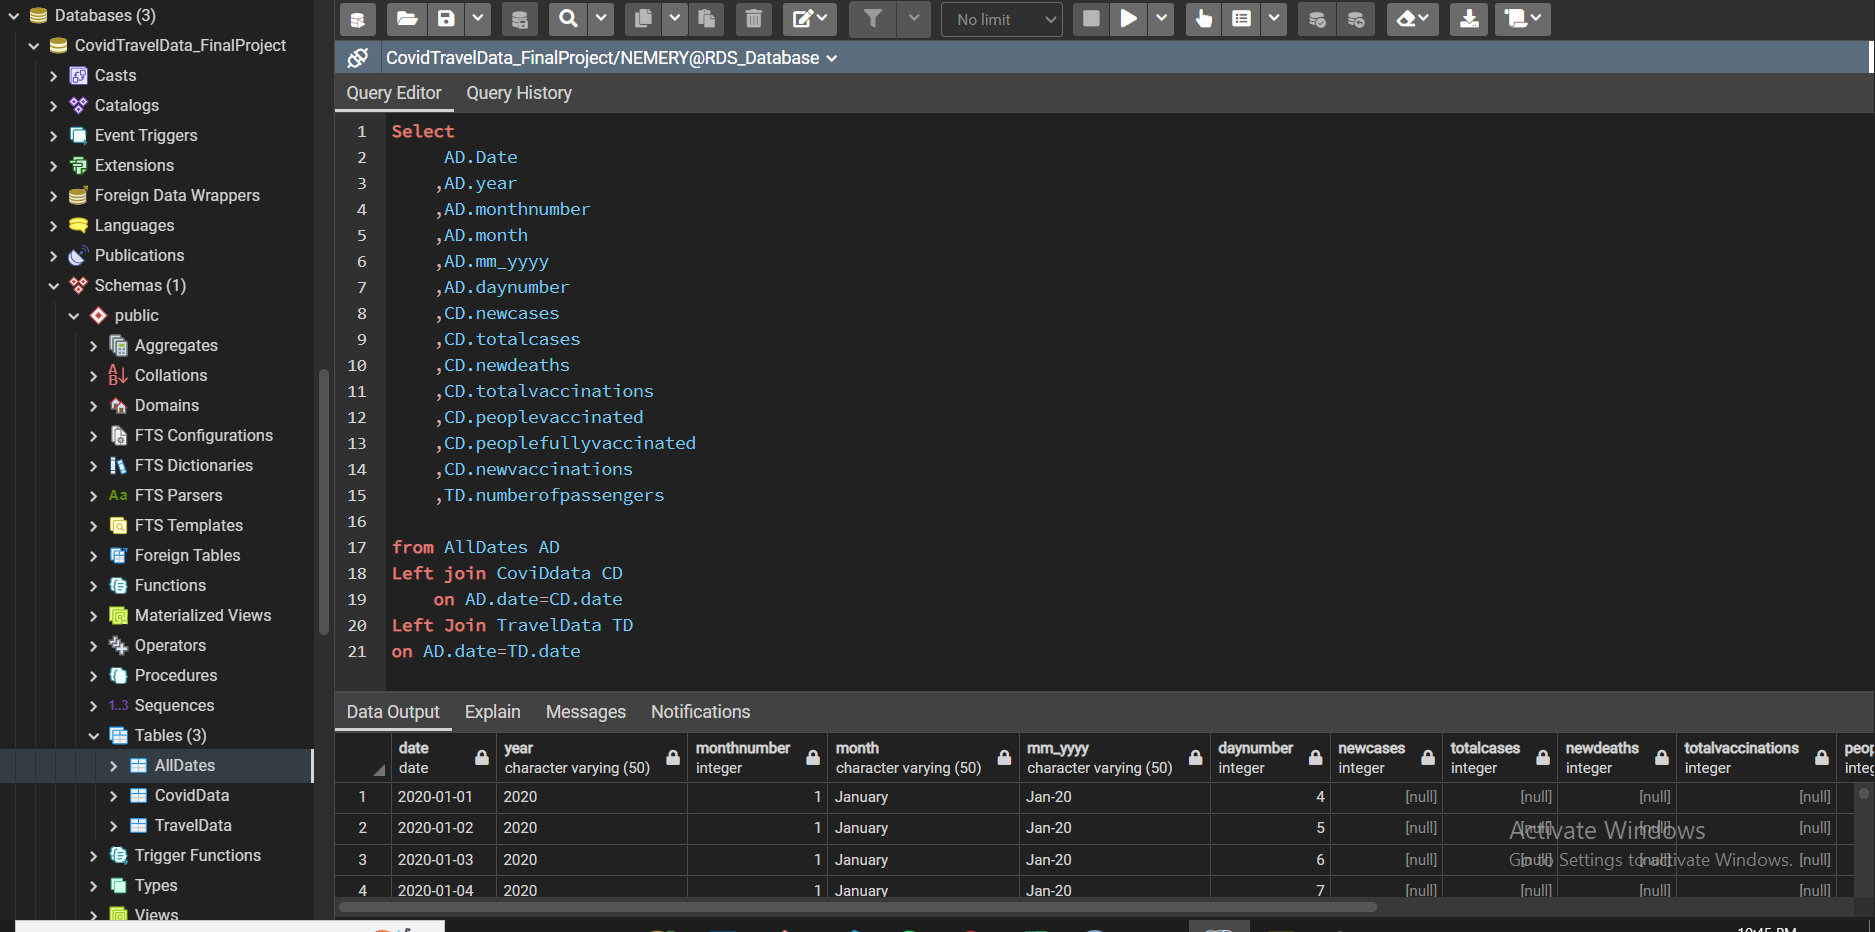 Databases (3)
CovidTravelData_FinalProject
Casts
Catalogs
Event Triggers
Extensions
Foreign Data Wrappers
Languages
Publications
Schemas (1)
public
Aggregates
Collations
Domains
FTS Configurations
FTS Dictionaries
Aa FTS Parsers
FTS Templates
Foreign Tables
Functions
Materialized Views
Operators
Procedures
1..3 Sequences
Tables (3)
AllDates
CovidData
TravelData
Trigger Functions
Types
Views
No limit
CovidTravelData_FinalProject/NEMERY@RDS_Database
Query Editor Query History
1 Select
2 AD.Date
3 ,AD.year
4 ,AD.monthnumber
5 ,AD.month
6 ,AD.mm_yyyy
7 ,AD.daynumber
8 ,CD.newcases
9 ,CD.totalcases
10 ,CD.newdeaths
11 ,CD.totalvaccinations
12 ,CD.peoplevaccinated
13 ,CD.peoplefullyvaccinated
14 ,CD.newvaccinations
15 ,TD.numberofpassengers
16
17 from AllDates AD
18 Left join CoviDdata CD
19 on AD.date=CD.date
20 Left Join TravelData TD
21 on AD.date=TD.date
Data Output Explain Messages Notifications
date year monthnumber month mm_yyyy daynumber newcases totalcases newdeaths totalvaccinations
date character varying (50) integer character varying (50) character varying (50) integer integer integer integer integer
1 2020-01-01 2020 1 January Jan-20 4 [null] [null] [null] [null]
2 2020-01-02 2020 1 January Jan-20 5 [null] [null] [null] [null]
3 2020-01-03 2020 1 January Jan-20 6 [null] [null] [null] [null]
4 2020-01-04 2020 1 January Jan-20 7 [null] [null] [null] [null]
Activate Windows
Go to Settings to activate Windows.